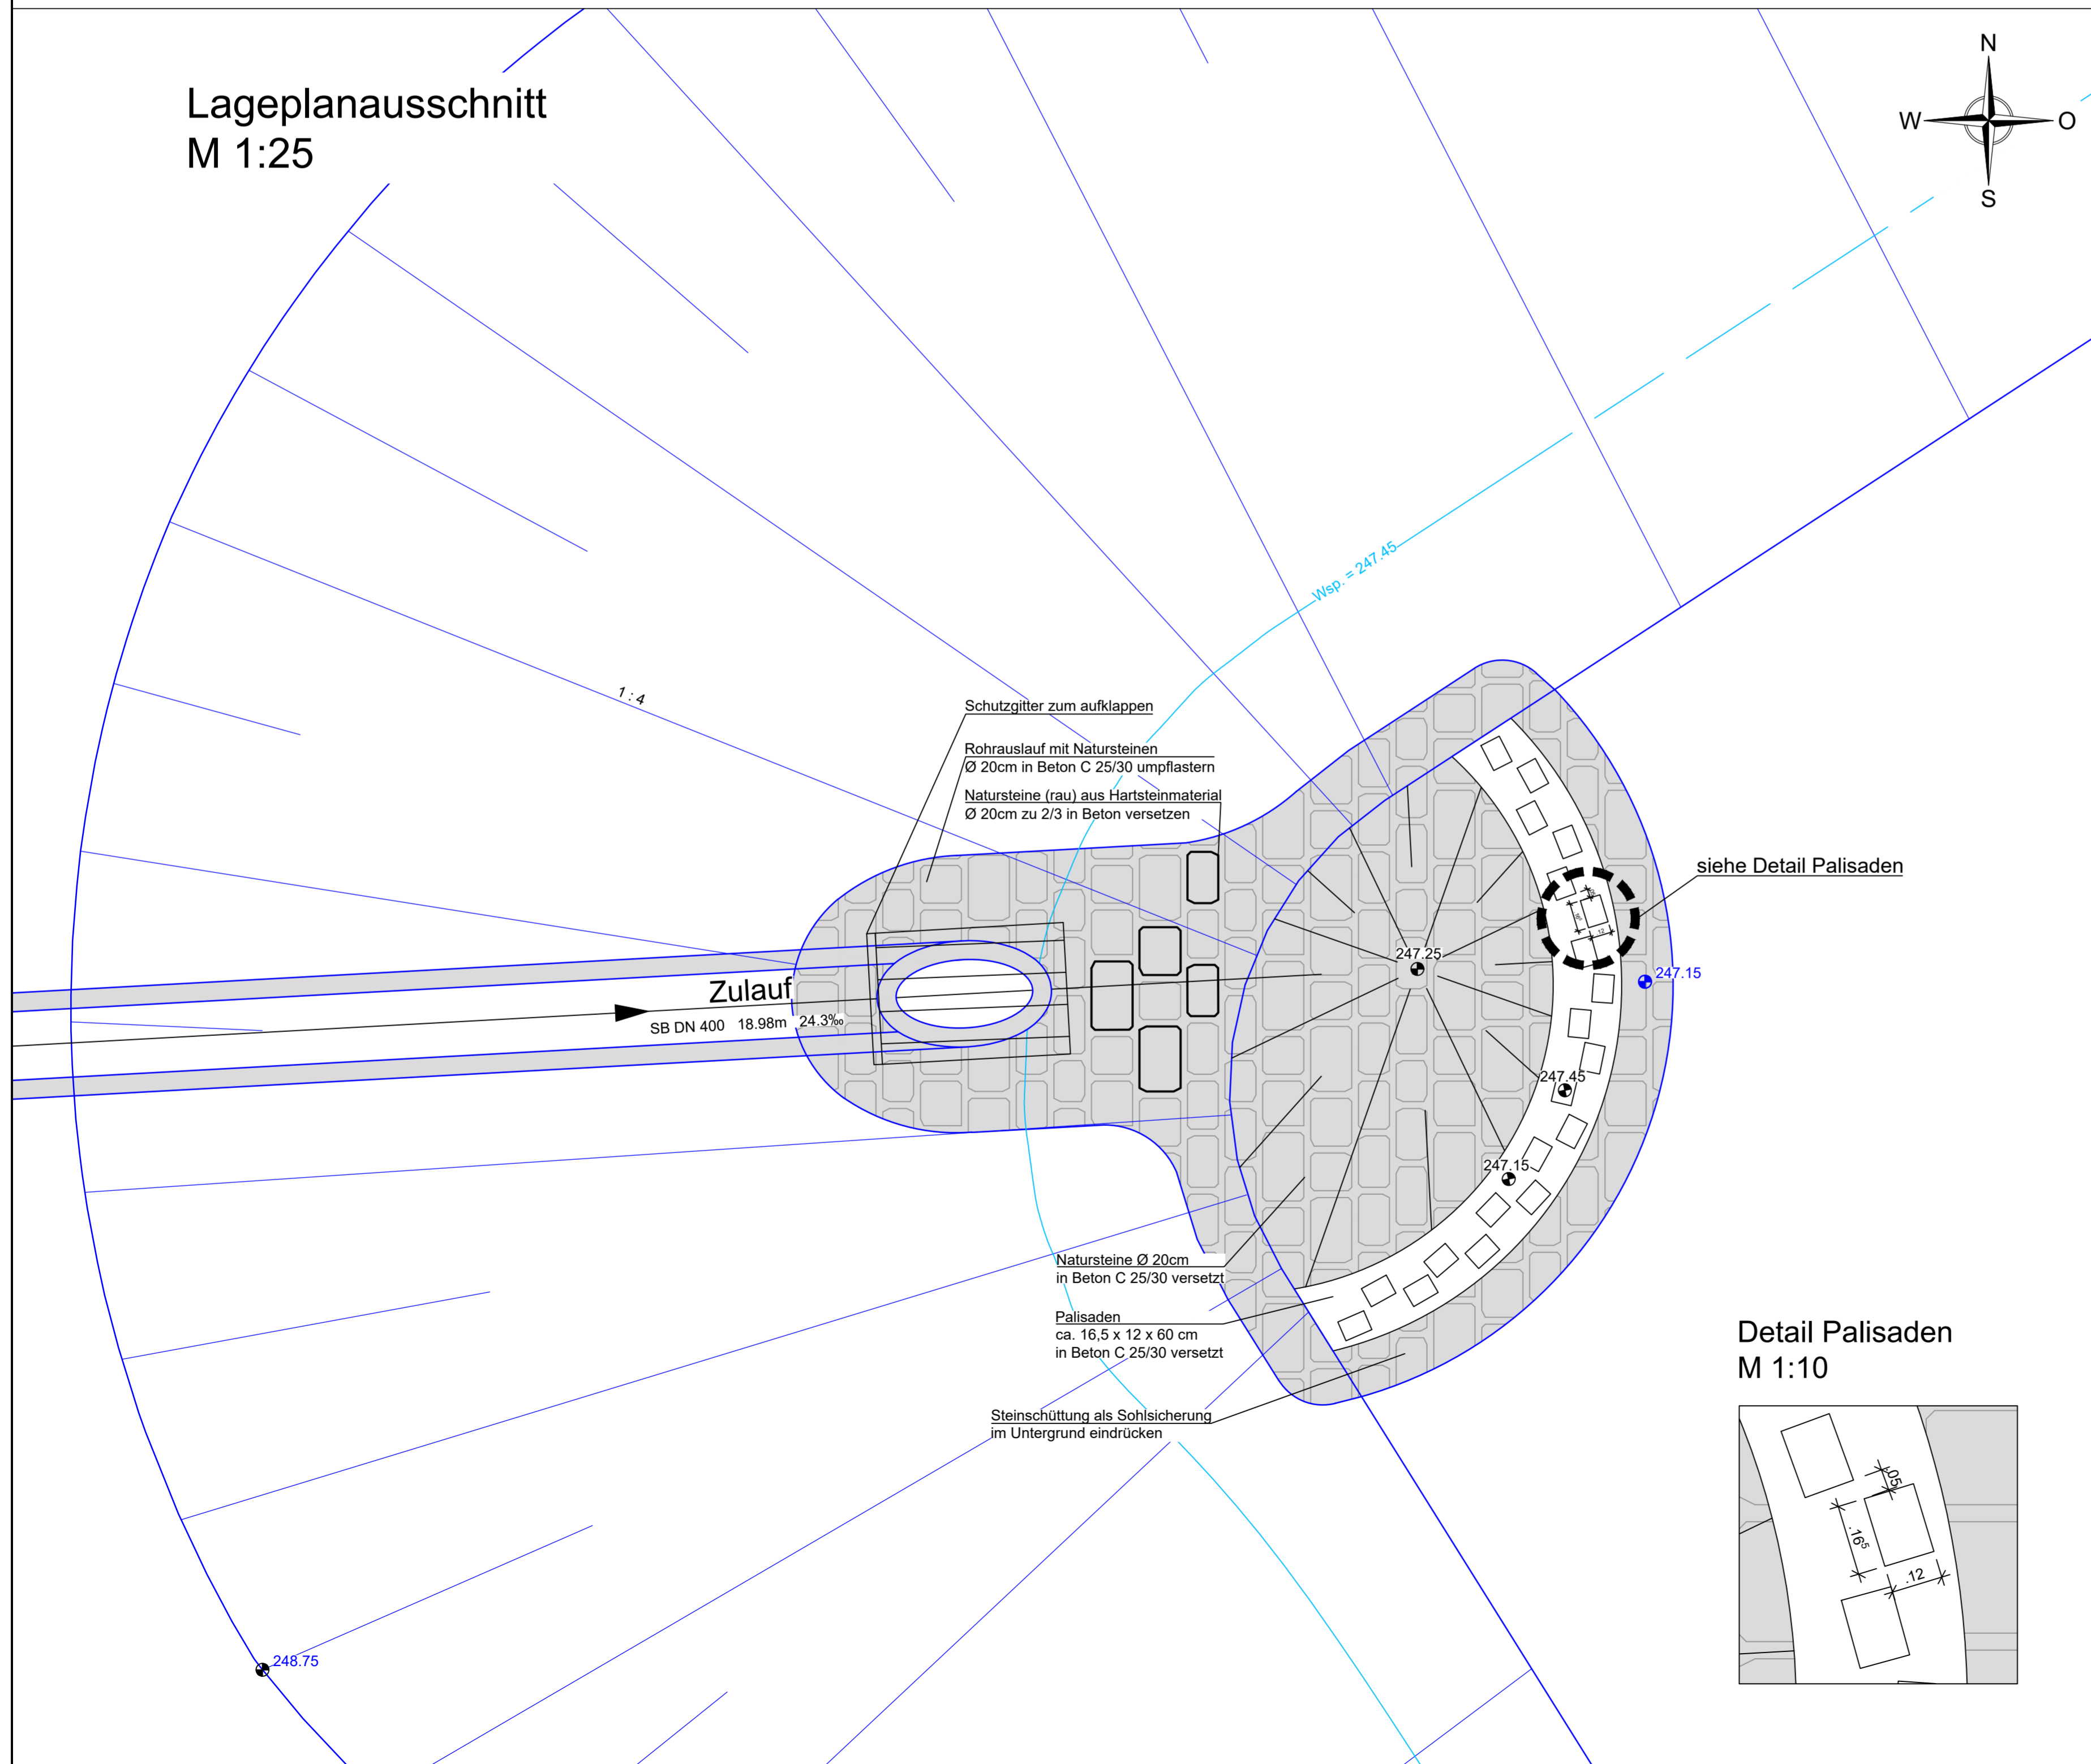 Lageplanausschnitt
M 1:25
N
W
O
S
Wsp. = 247.45
1 : 4
Schutzgitter zum aufklappen
Rohrauslauf mit Natursteinen
Ø 20cm in Beton C 25/30 umpflastern
Natursteine (rau) aus Hartsteinmaterial
Ø 20cm zu 2/3 in Beton versetzen
siehe Detail Palisaden
247.25
247.15
Zulauf
SB DN 400 18.98m 24.3‰
247.45
247.15
Natursteine Ø 20cm
in Beton C 25/30 versetzt
Palisaden
ca. 16,5 x 12 x 60 cm
in Beton C 25/30 versetzt
Steinschüttung als Sohlsicherung
im Untergrund eindrücken
248.75
Detail Palisaden
M 1:10
.05
.16⁵
.12